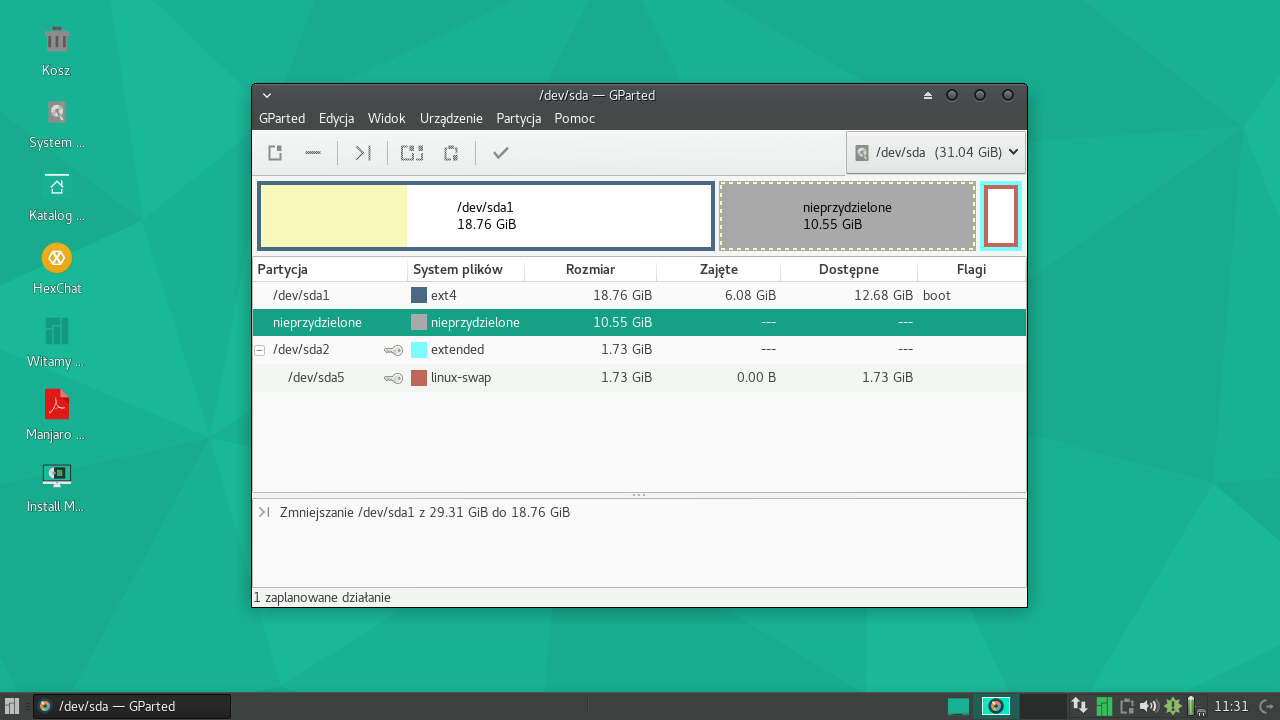 Kosz
System ...
Katalog ...
HexChat
Witamy ...
Manjaro ...
Install M...
/dev/sda — GParted
GParted Edycja Widok Urządzenie Partycja Pomoc
/dev/sda (31.04 GiB)
/dev/sda1
18.76 GiB
nieprzydzielone
10.55 GiB
Partycja System plików Rozmiar Zajęte Dostępne Flagi
/dev/sda1 ext4 18.76 GiB 6.08 GiB 12.68 GiB boot
nieprzydzielone nieprzydzielone 10.55 GiB --- ---
/dev/sda2 extended 1.73 GiB --- ---
/dev/sda5 linux-swap 1.73 GiB 0.00 B 1.73 GiB
Zmniejszanie /dev/sda1 z 29.31 GiB do 18.76 GiB
1 zaplanowane działanie
/dev/sda — GParted
11:31